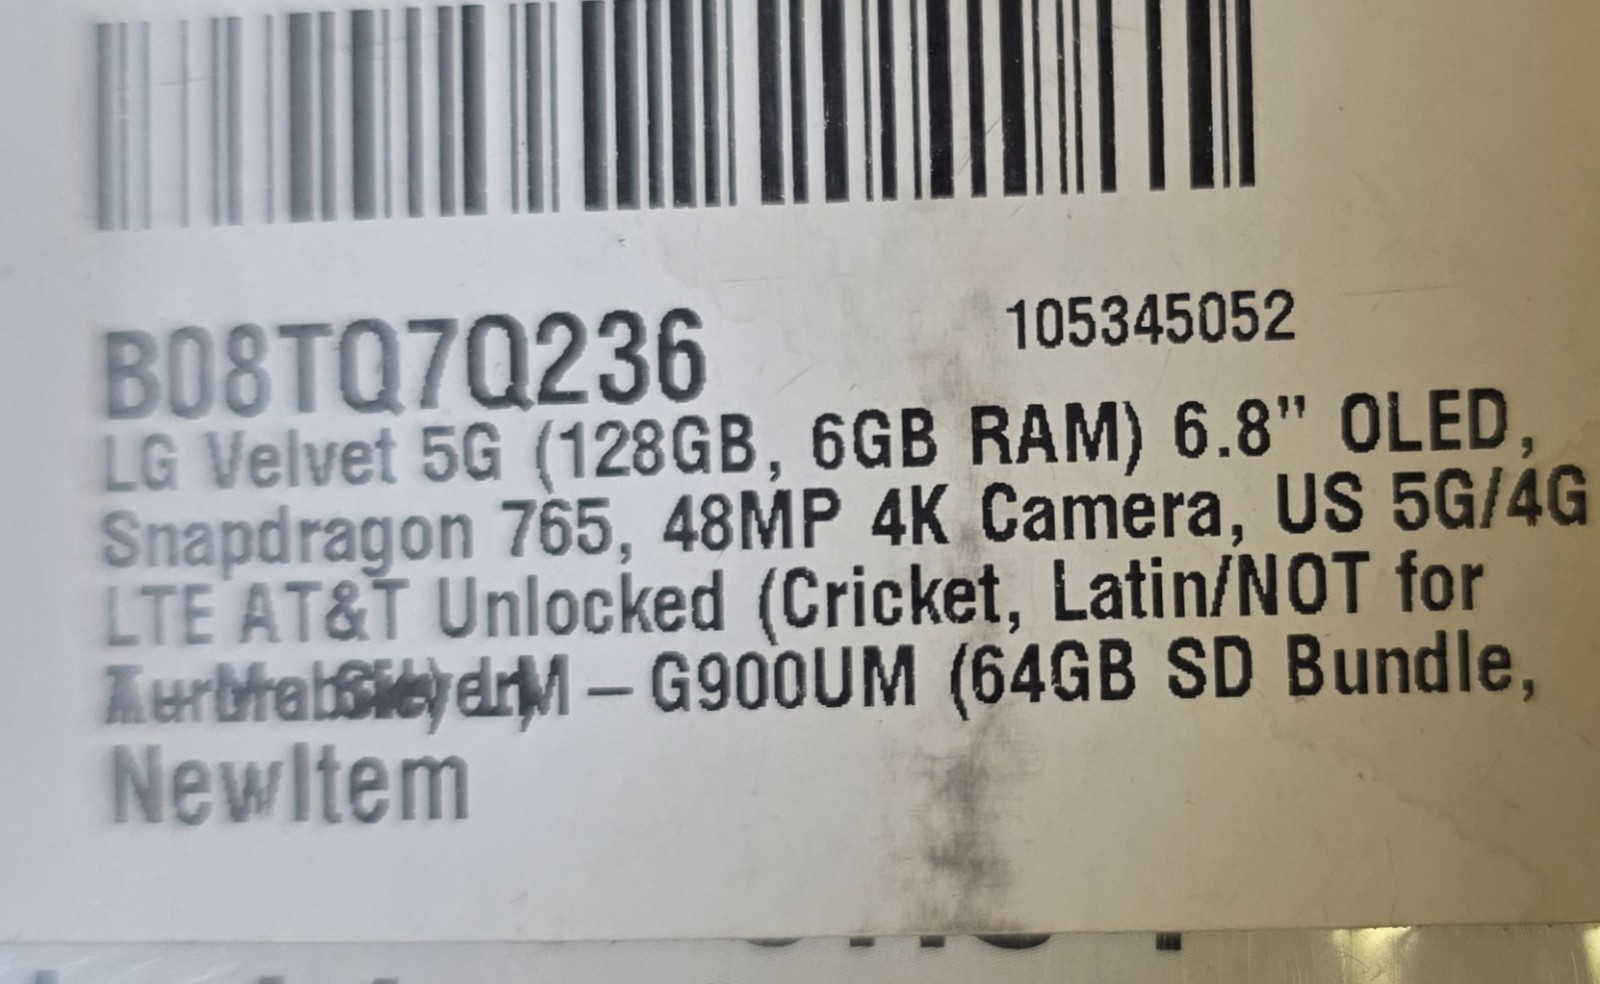 B08TQ7Q236
105345052
LG Velvet 5G (128GB, 6GB RAM) 6.8" OLED,
Snapdragon 765, 48MP 4K Camera, US 5G/4G
LTE AT&T Unlocked (Cricket, Latin/NOT for
– G900UM (64GB SD Bundle,
NewItem